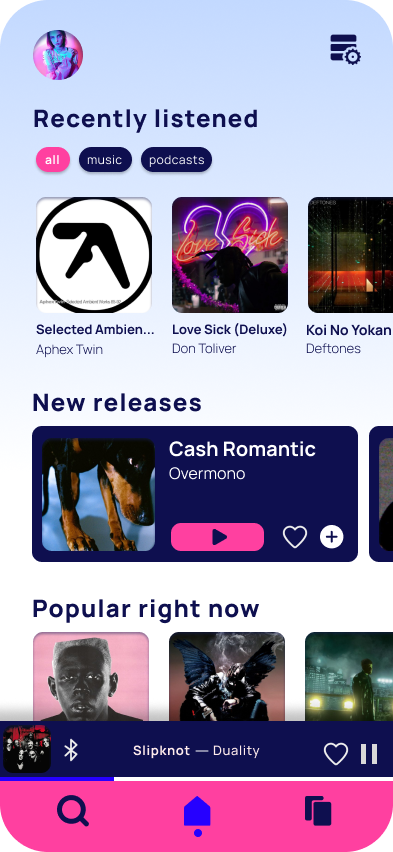 Recently listened
all music podcasts
Aphex Twin Selected Ambient Works 85-92
Love Sick
DEFTONES
Selected Ambien... Love Sick (Deluxe) Koi No Yokan
Aphex Twin Don Toliver Deftones
New releases
Cash Romantic
Overmono
Popular right now
Slipknot — Duality